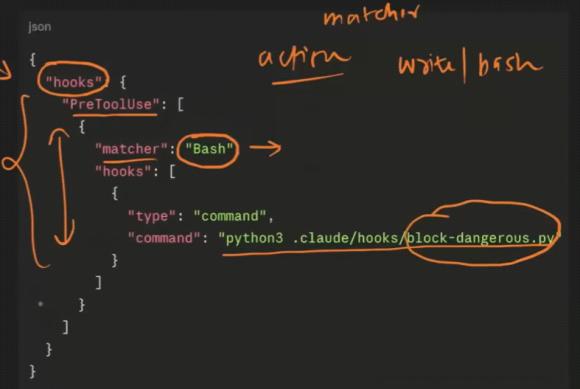 matcher
json
action write/bash
{
"hooks": {
"PreToolUse": [
{
"matcher": "Bash"
"hooks": [
{
"type": "command",
"command": "python3 .claude/hooks/block-dangerous.py"
}
]
}
]
}
}